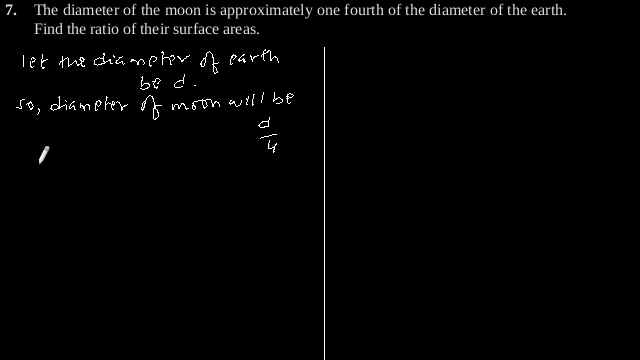 7. The diameter of the moon is approximately one fourth of the diameter of the earth.
Find the ratio of their surface areas.
let the diameter of earth
be d.
so, diameter of moon will be
d/4